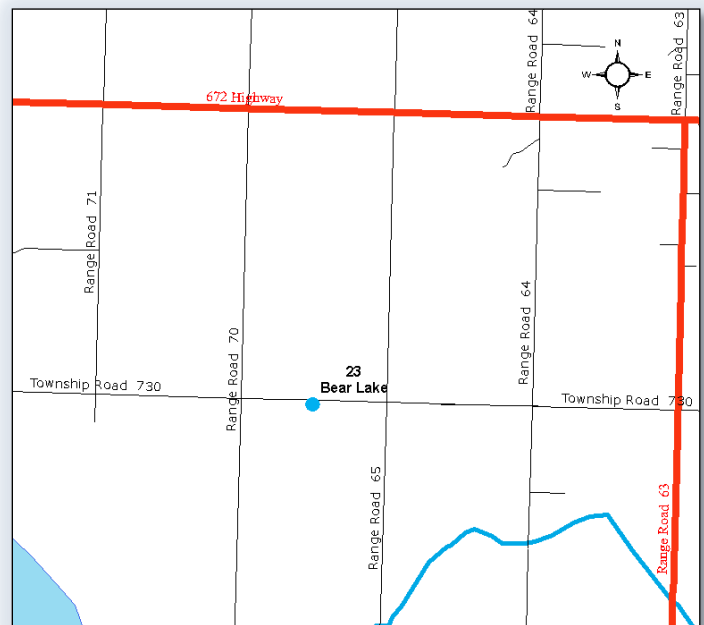 Range Road 64
Range Road 63
N
W E
S
672 Highway
Range Road 71
Range Road 64
Range Road 70
23
Bear Lake
Township Road 730
Township Road 730
Range Road 65
Range Road 63